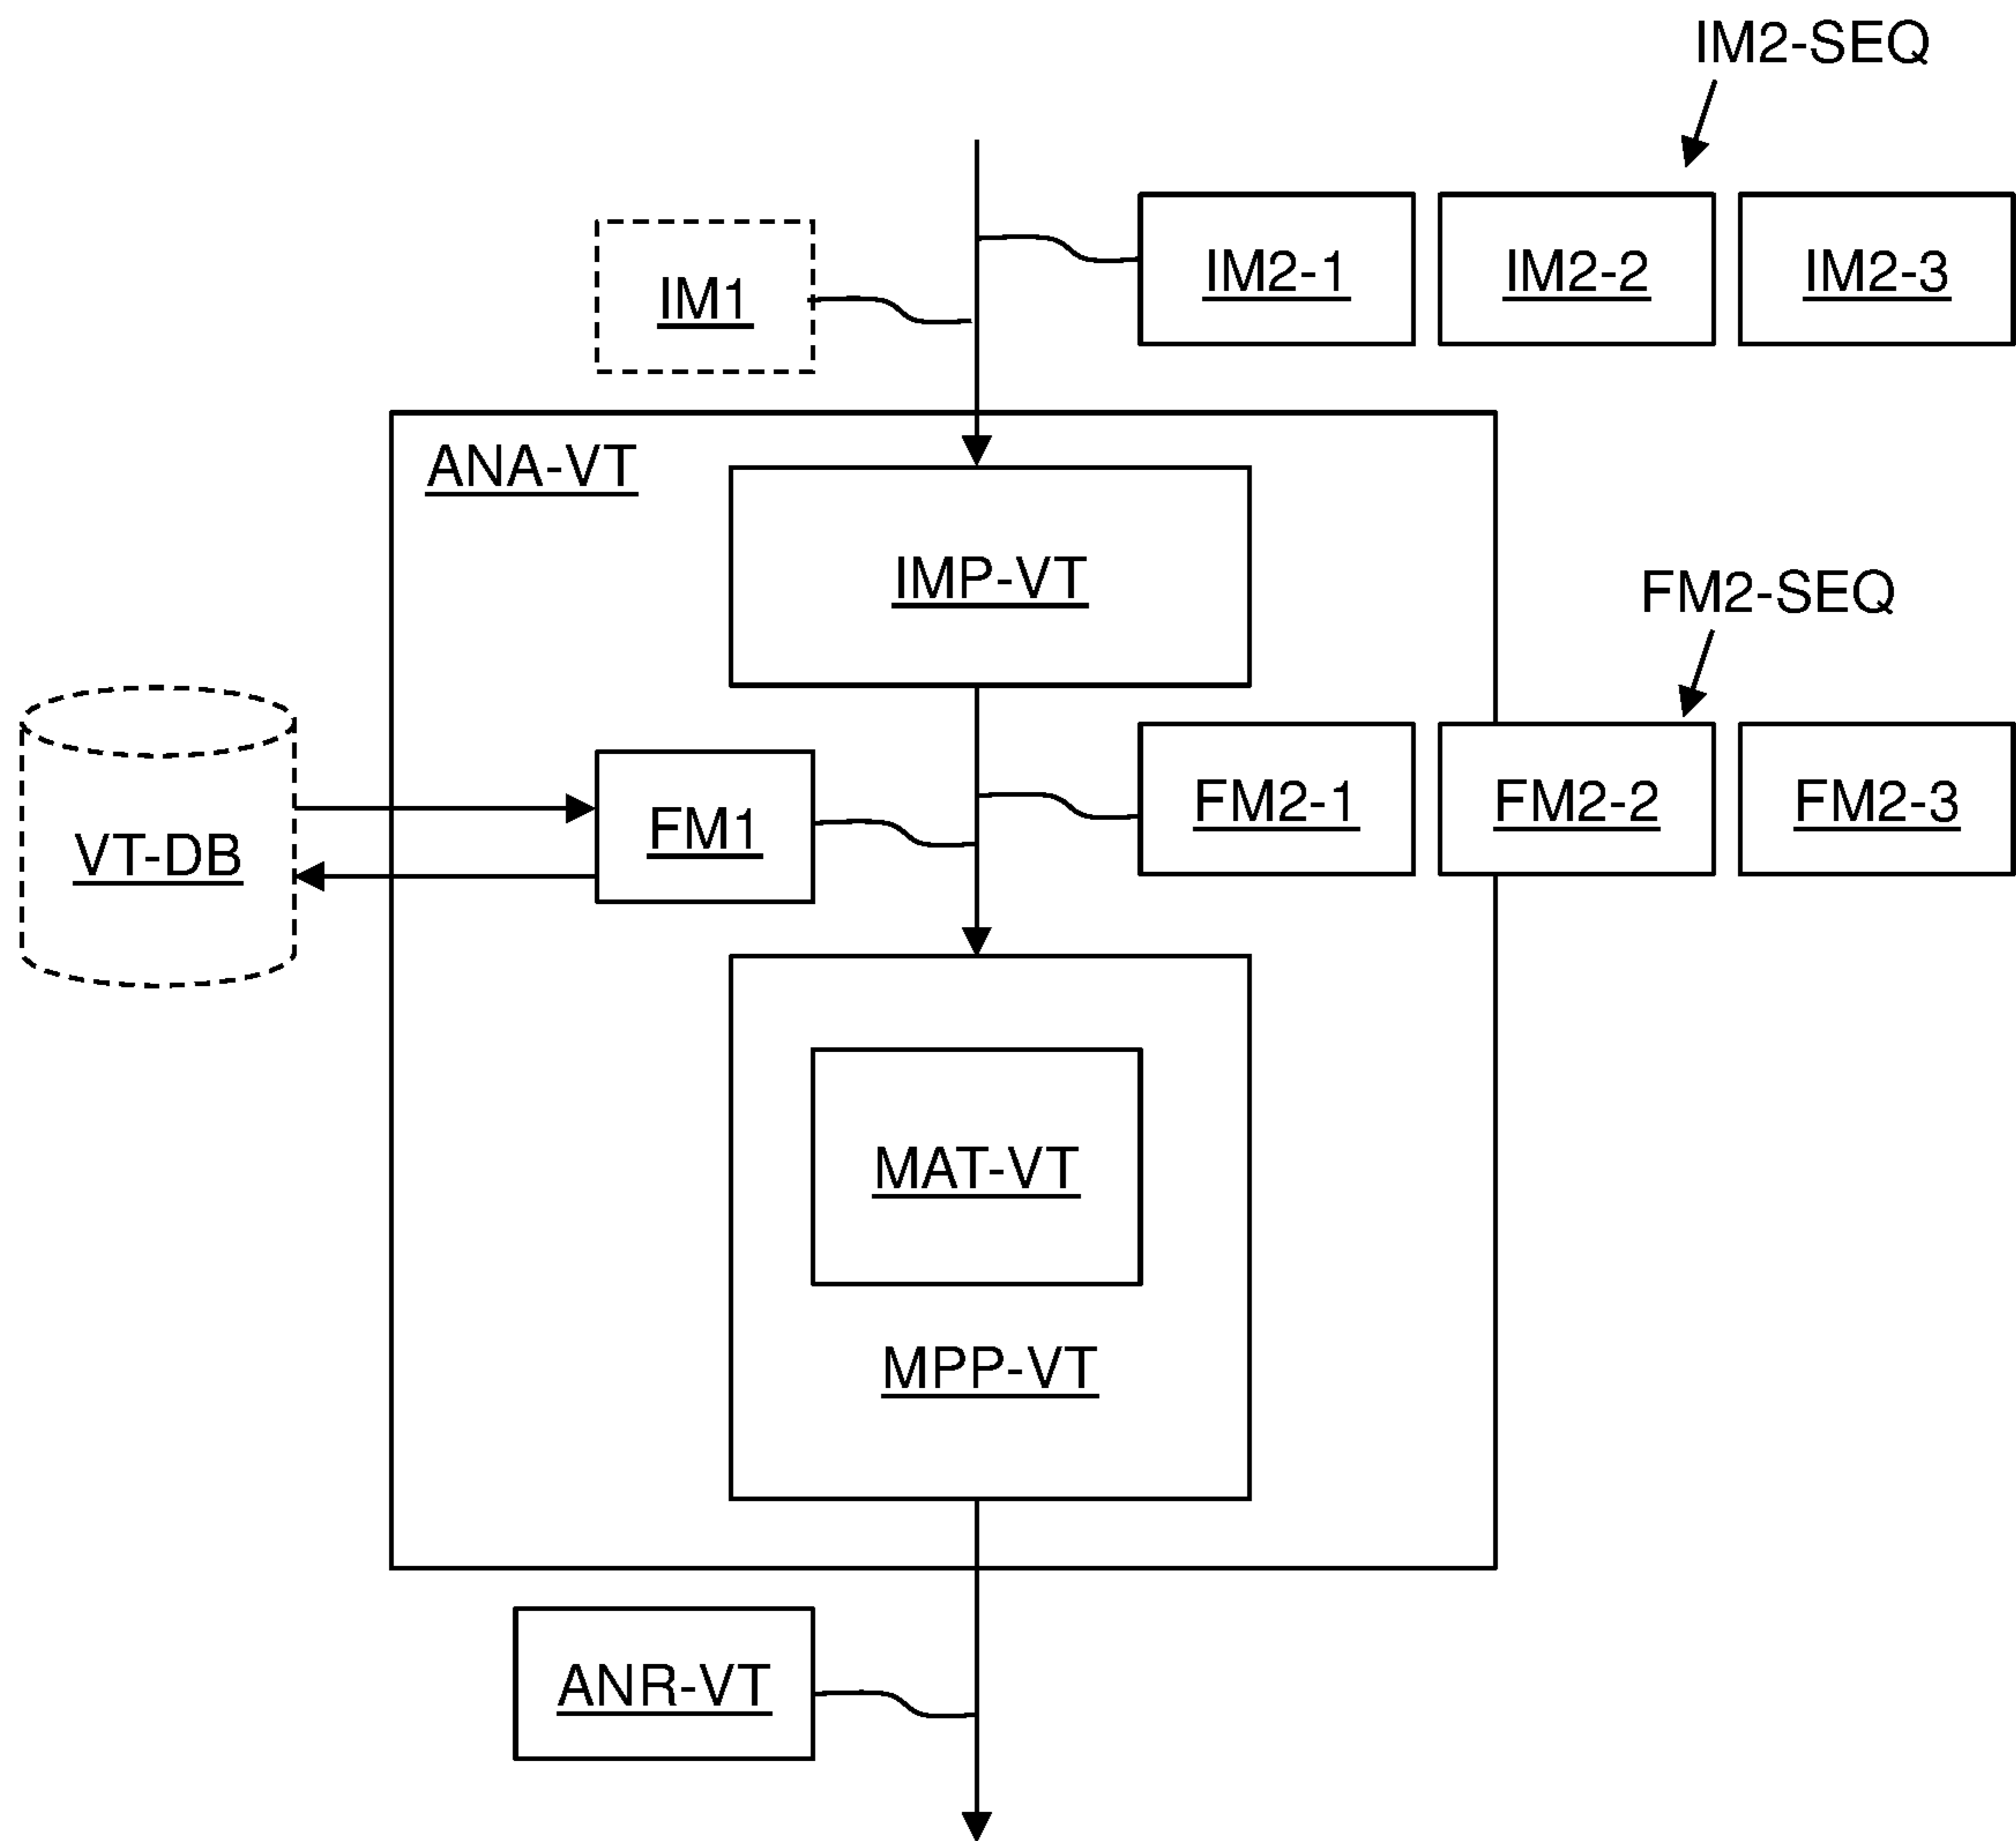 IM2-SEQ
IM1
IM2-1
IM2-2
IM2-3
ANA-VT
IMP-VT
FM2-SEQ
VT-DB
FM1
FM2-1
FM2-2
FM2-3
MAT-VT
MPP-VT
ANR-VT